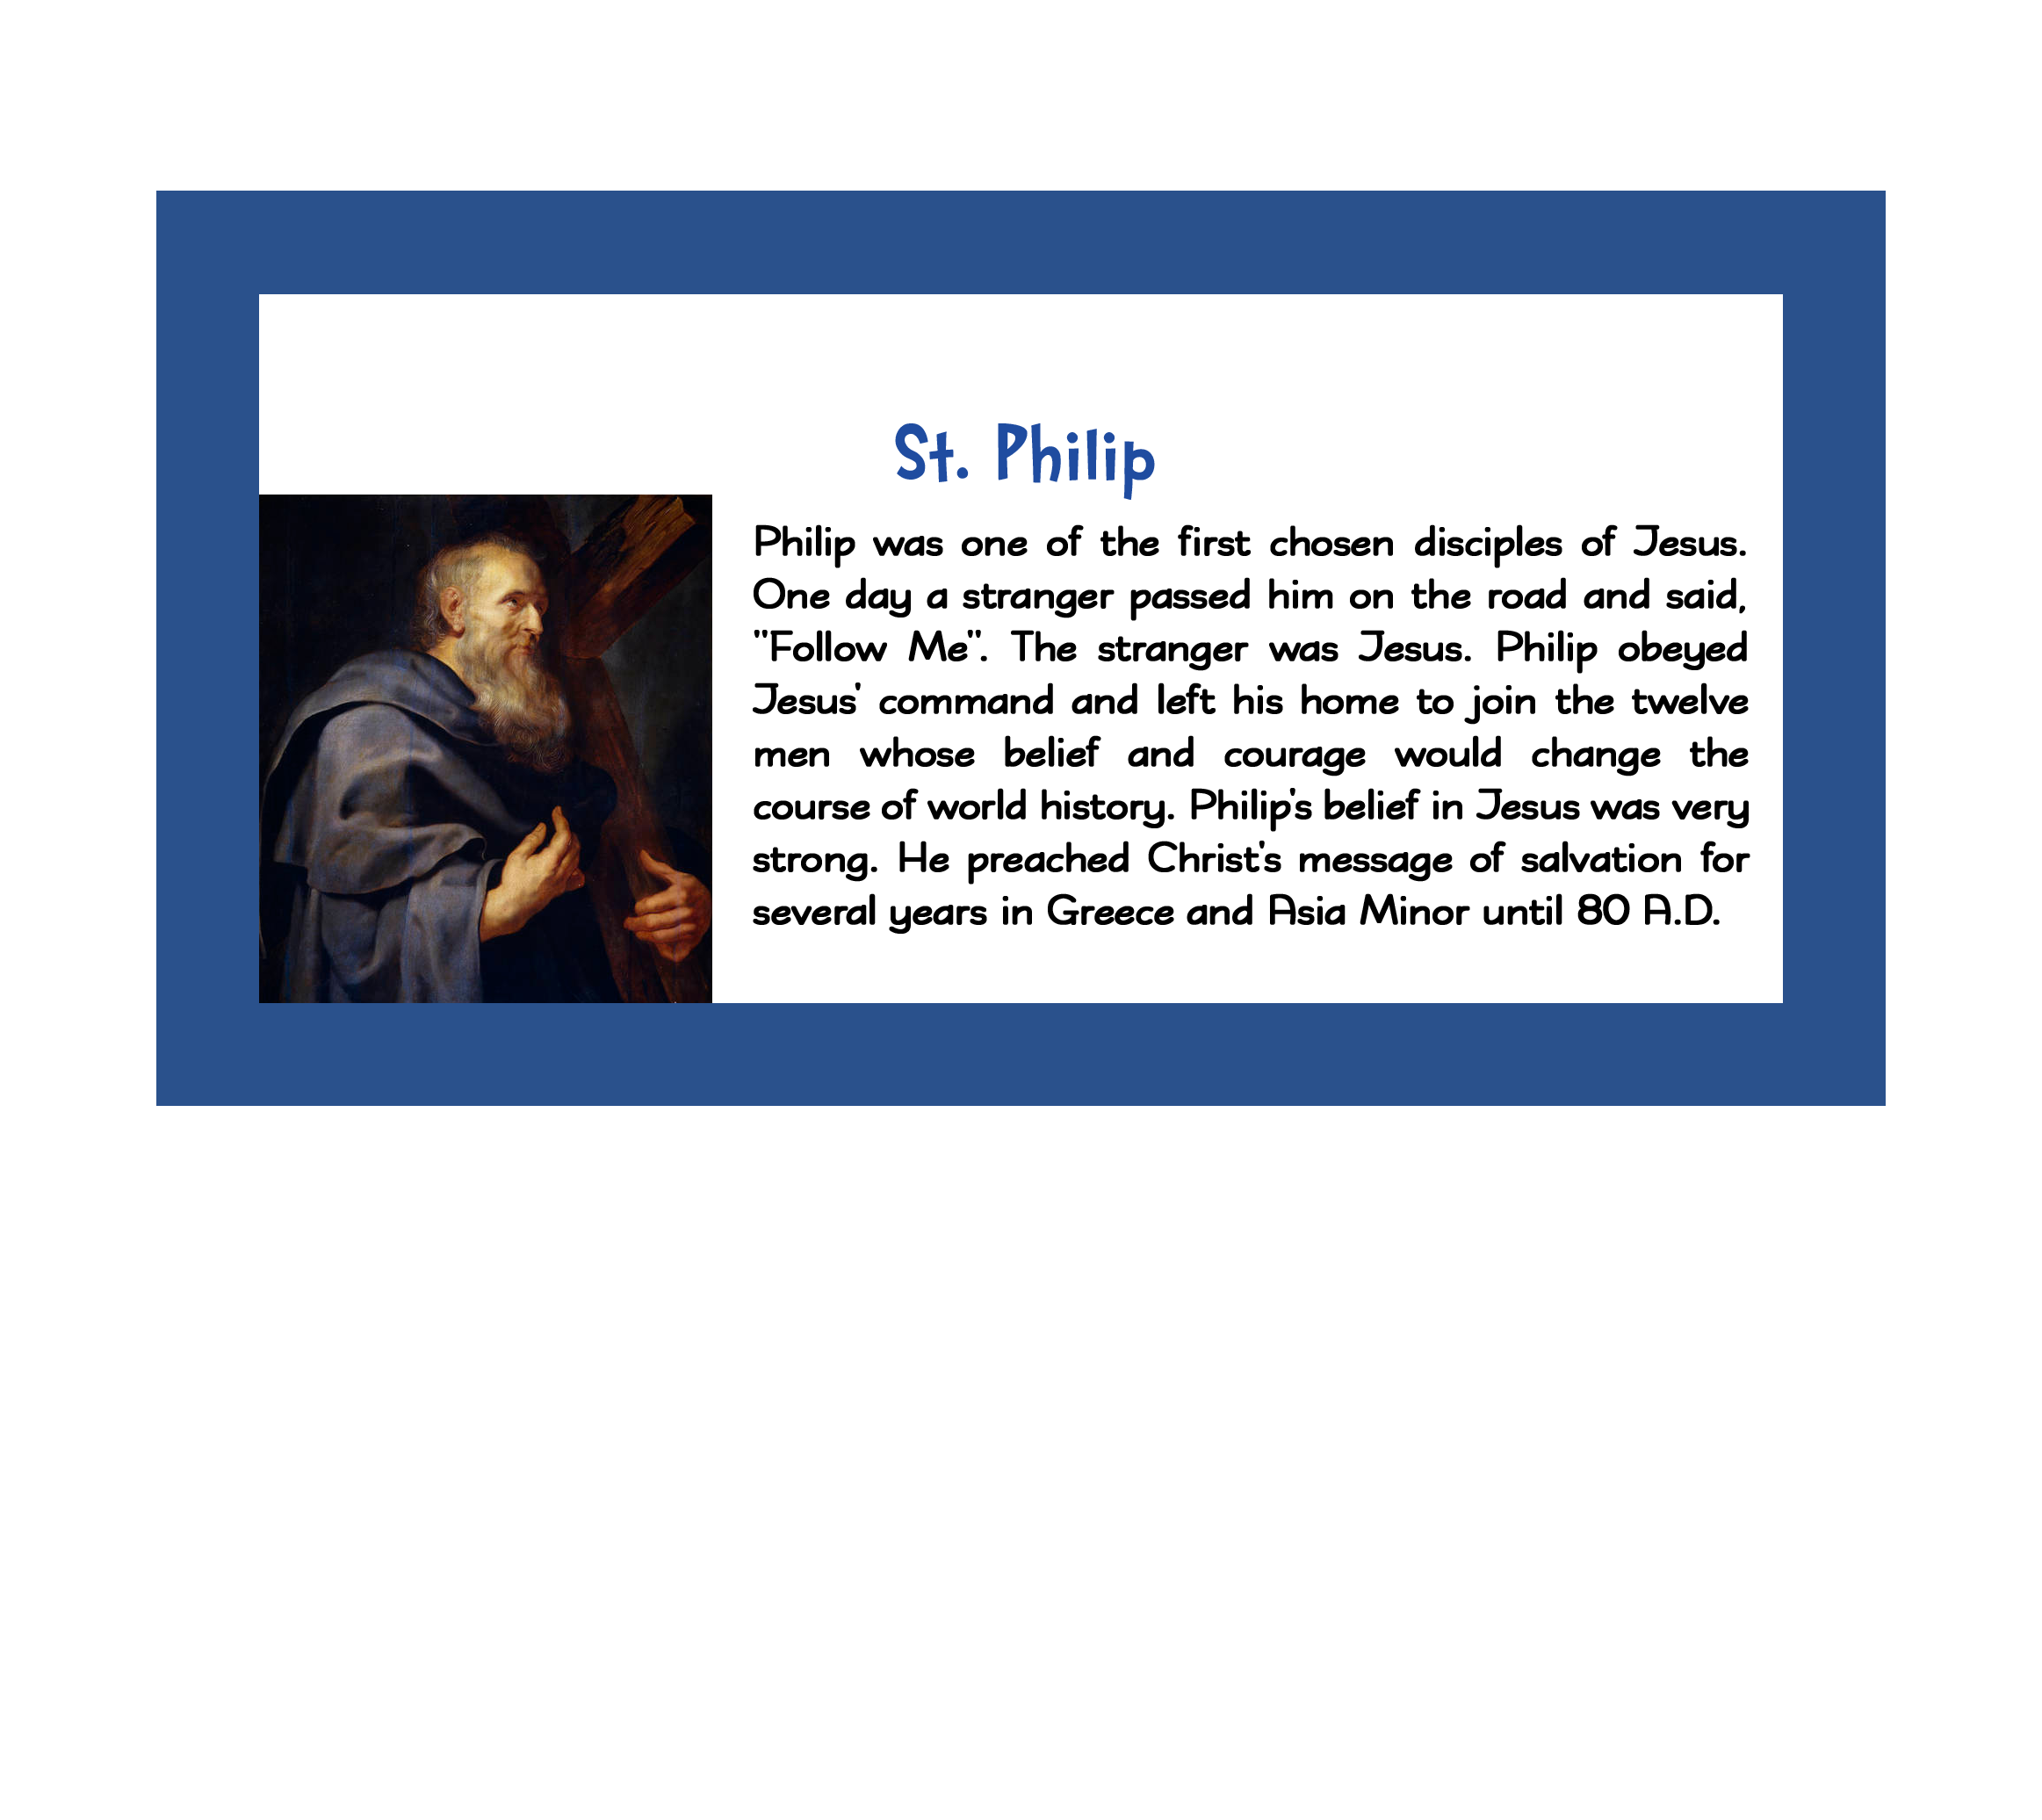 St. Philip
Philip was one of the first chosen disciples of Jesus.
One day a stranger passed him on the road and said,
"Follow Me". The stranger was Jesus. Philip obeyed
Jesus' command and left his home to join the twelve
men whose belief and courage would change the
course of world history. Philip's belief in Jesus was very
strong. He preached Christ's message of salvation for
several years in Greece and Asia Minor until 80 A.D.